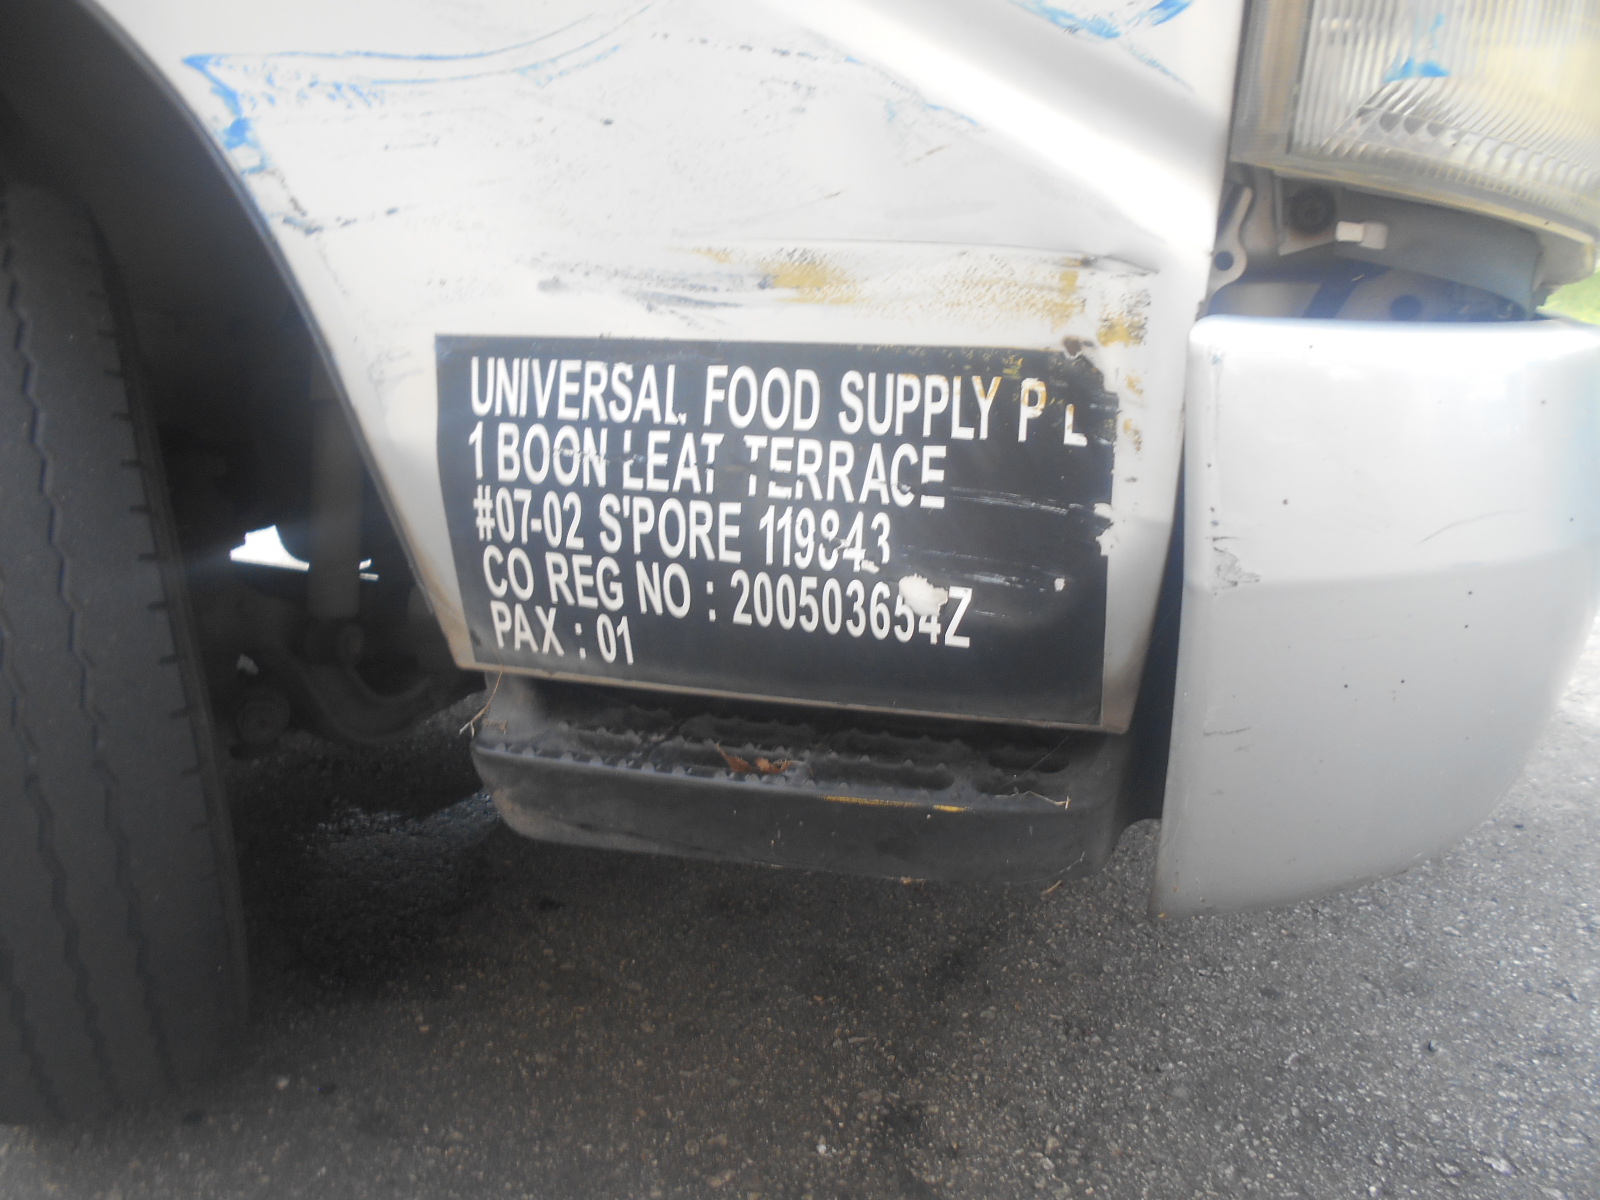 UNIVERSAL FOOD SUPPLY P L
1 BOON LEAT TERRACE
#07-02 S'PORE 119843
CO REG NO : 200503654Z
PAX : 01